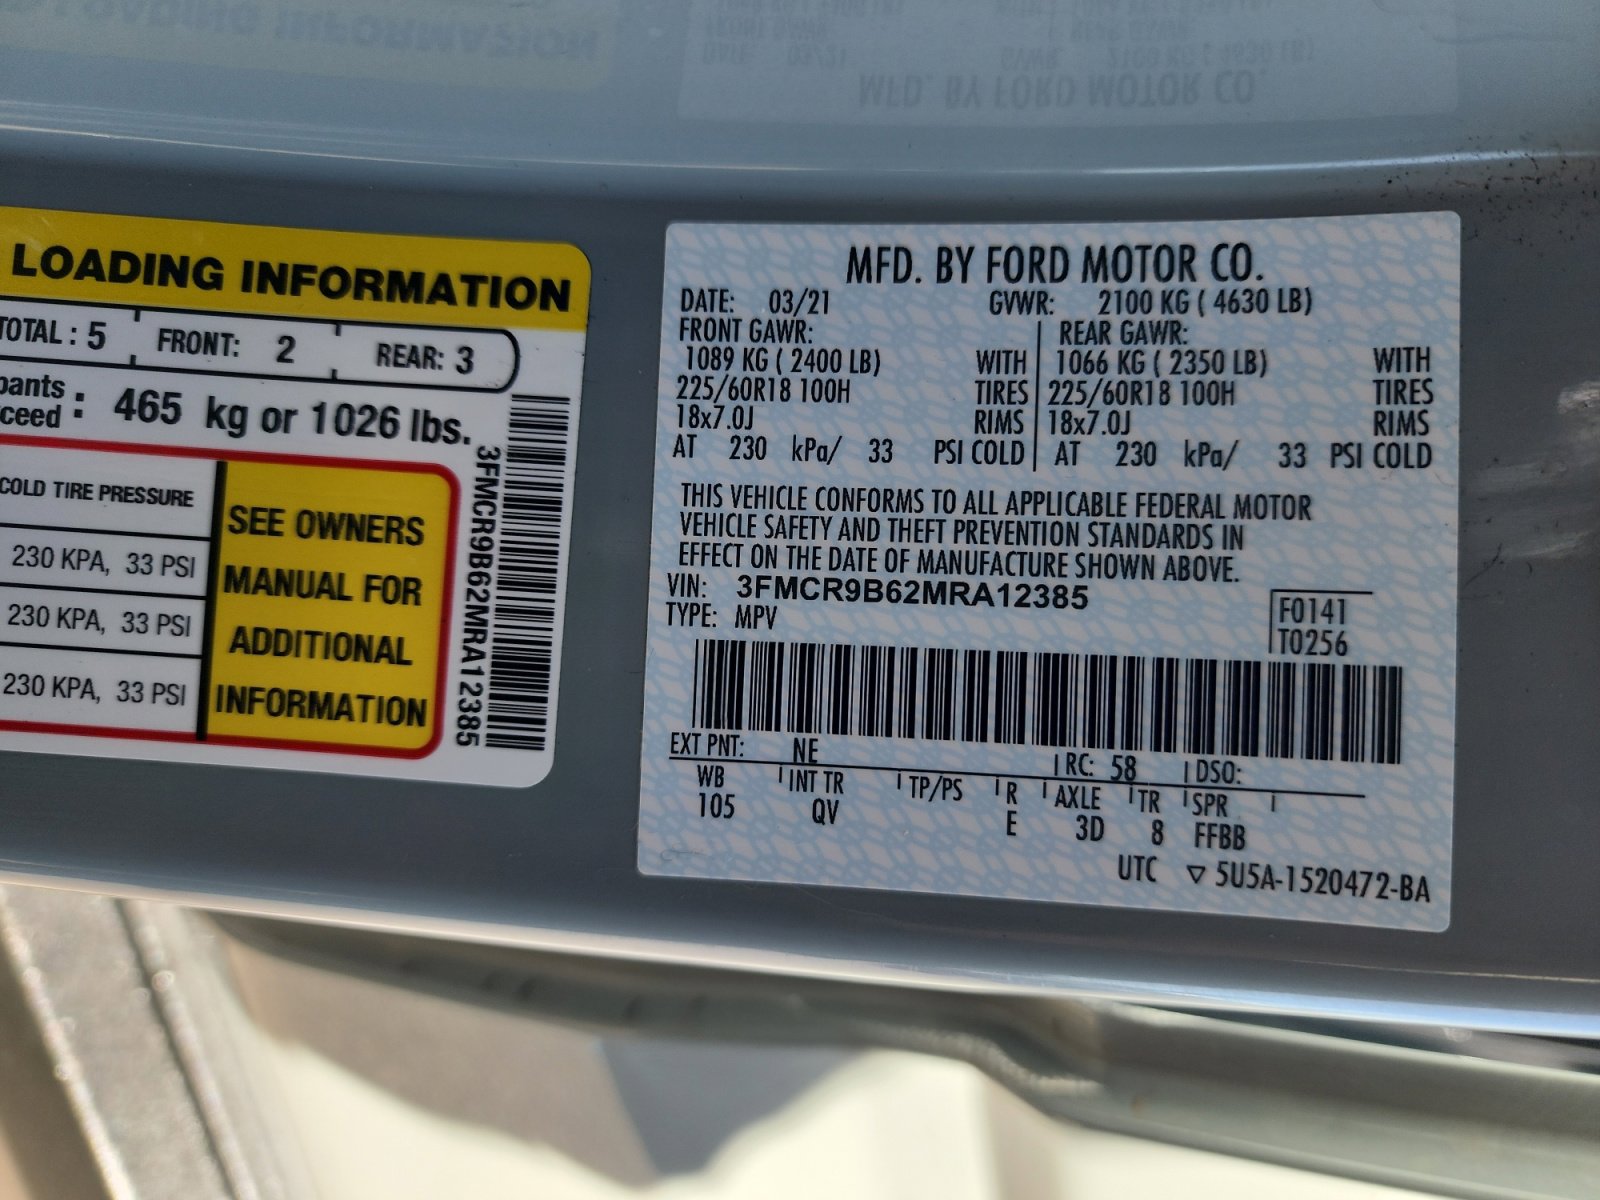 LOADING INFORMATION
TOTAL : 5 FRONT: 2 REAR: 3
pants
ceed : 465 kg or 1026 lbs.
COLD TIRE PRESSURE
230 KPA, 33 PSI
230 KPA, 33 PSI
230 KPA, 33 PSI
SEE OWNERS
MANUAL FOR
ADDITIONAL
INFORMATION
3FMCR9B62MRA12385
MFD. BY FORD MOTOR CO.
DATE: 03/21 GVWR: 2100 KG ( 4630 LB)
FRONT GAWR: REAR GAWR:
1089 KG ( 2400 LB) WITH 1066 KG ( 2350 LB) WITH
225/60R18 100H TIRES 225/60R18 100H TIRES
18x7.0J RIMS 18x7.0J RIMS
AT 230 kPa/ 33 PSI COLD AT 230 kPa/ 33 PSI COLD
THIS VEHICLE CONFORMS TO ALL APPLICABLE FEDERAL MOTOR
VEHICLE SAFETY AND THEFT PREVENTION STANDARDS IN
EFFECT ON THE DATE OF MANUFACTURE SHOWN ABOVE.
VIN: 3FMCR9B62MRA12385
TYPE: MPV
F0141
T0256
EXT PNT: NE RC: 58 DSO:
WB INT TR TP/PS R AXLE TR SPR
105 QV E 3D 8 FFBB
UTC ▽ 5U5A-1520472-BA